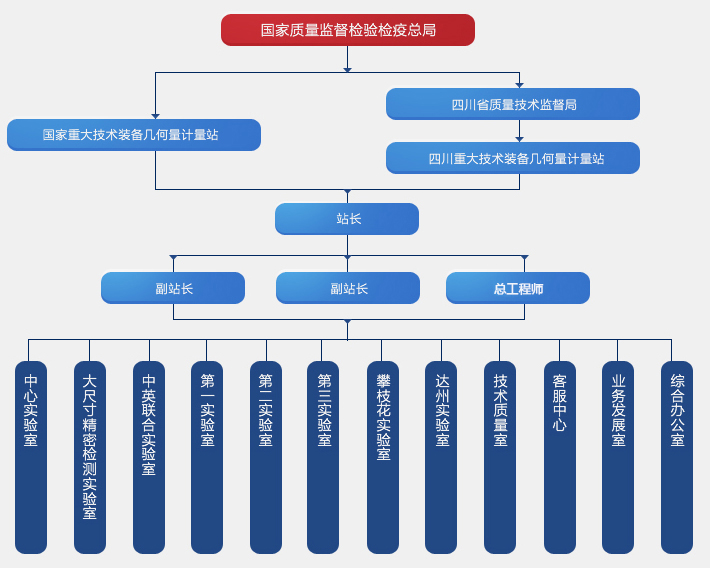 国家质量监督检验检疫总局
四川省质量技术监督局
国家重大技术装备几何量计量站
四川重大技术装备几何量计量站
站长
副站长
副站长
总工程师
中心实验室
大尺寸精密检测实验室
中英联合实验室
第一实验室
第二实验室
第三实验室
攀枝花实验室
达州实验室
技术质量室
客服中心
业务发展室
综合办公室